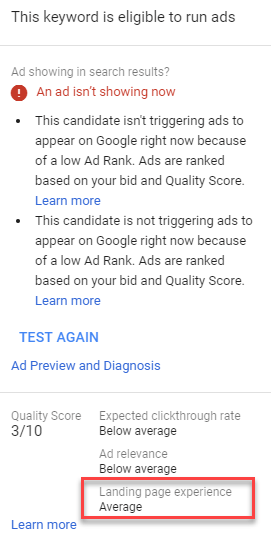 This keyword is eligible to run ads
Ad showing in search results?
An ad isn't showing now
This candidate isn't triggering ads to
appear on Google right now because
of a low Ad Rank. Ads are ranked
based on your bid and Quality Score.
Learn more
This candidate is not triggering ads to
appear on Google right now because
of a low Ad Rank. Ads are ranked
based on your bid and Quality Score.
Learn more
TEST AGAIN
Ad Preview and Diagnosis
Quality Score
3/10
Expected clickthrough rate
Below average
Ad relevance
Below average
Landing page experience
Average
Learn more